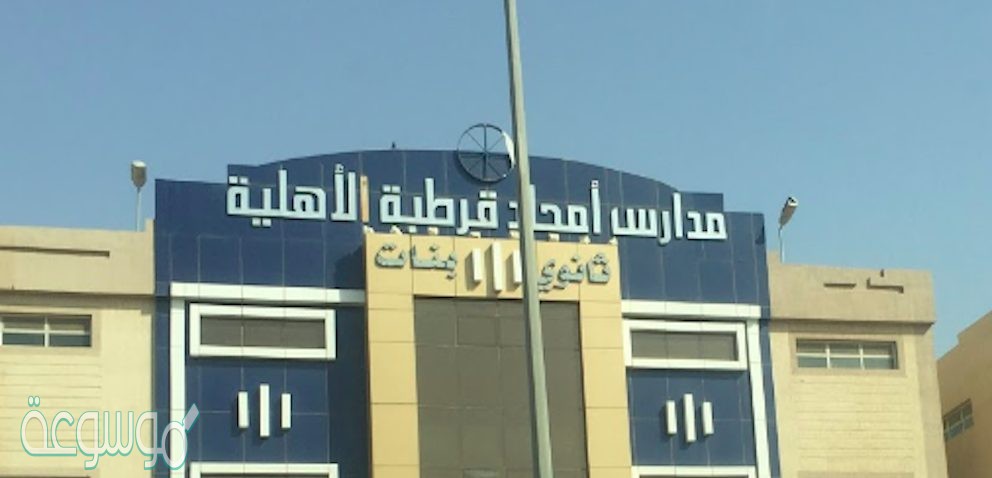 مدارس أمجاد قرطبة الأهلية
ثانوي بنات
موسوعة